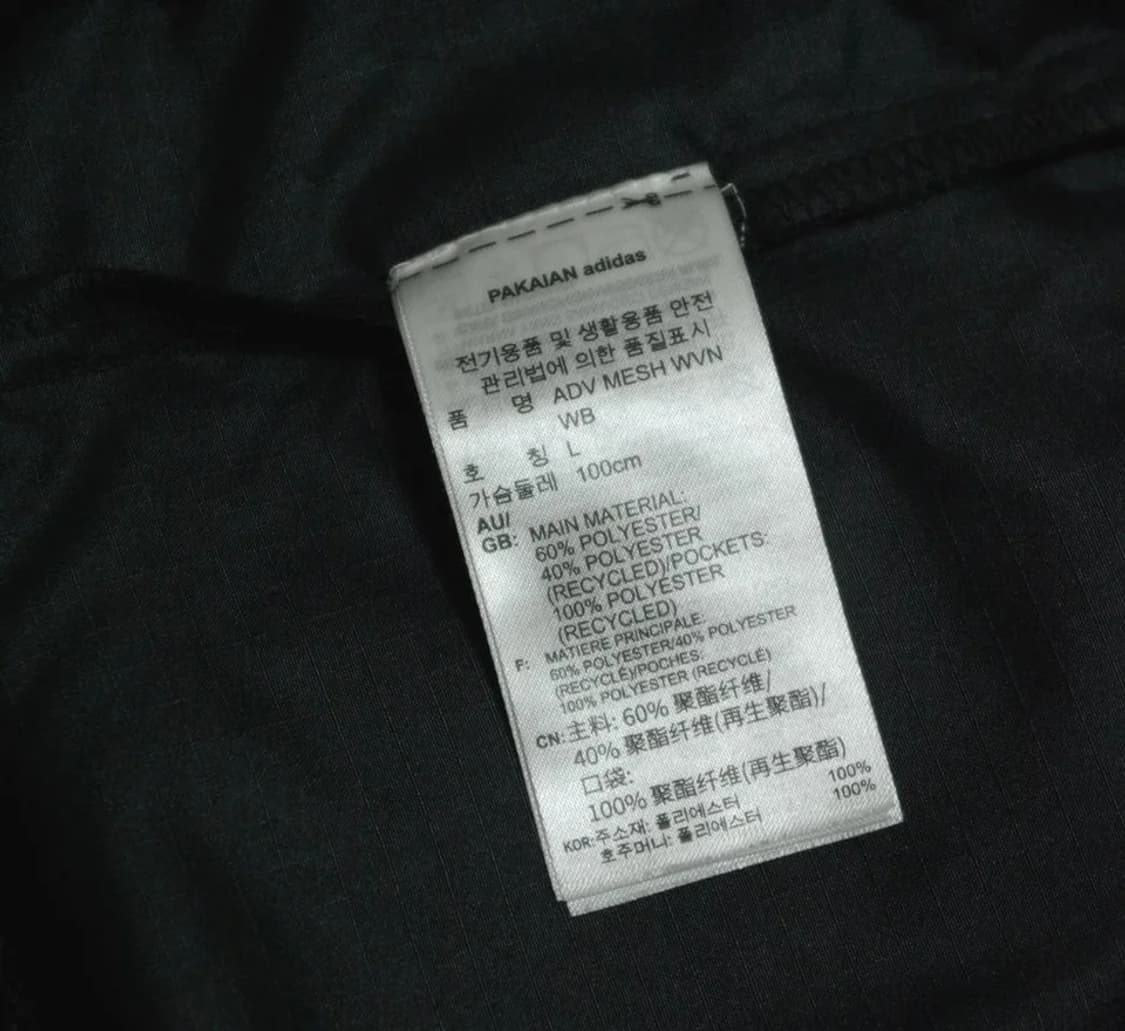 PAKAIAN adidas
전기용품 및 생활용품 안전
관리법에 의한 품질표시
품 명 ADV MESH WVN
WB
호 칭 L
가슴둘레 100cm
AU/
GB: MAIN MATERIAL:
60% POLYESTER/
40% POLYESTER
(RECYCLED)/POCKETS:
100% POLYESTER
(RECYCLED)
F: MATIERE PRINCIPALE:
60% POLYESTER/40% POLYESTER
(RECYCLÉ)/POCHES:
100% POLYESTER (RECYCLÉ)
CN: 主料: 60% 聚酯纤维/
40% 聚酯纤维(再生聚酯)/
口袋:
100% 聚酯纤维(再生聚酯)
KOR: 주소재: 폴리에스터 100%
호주머니: 폴리에스터 100%